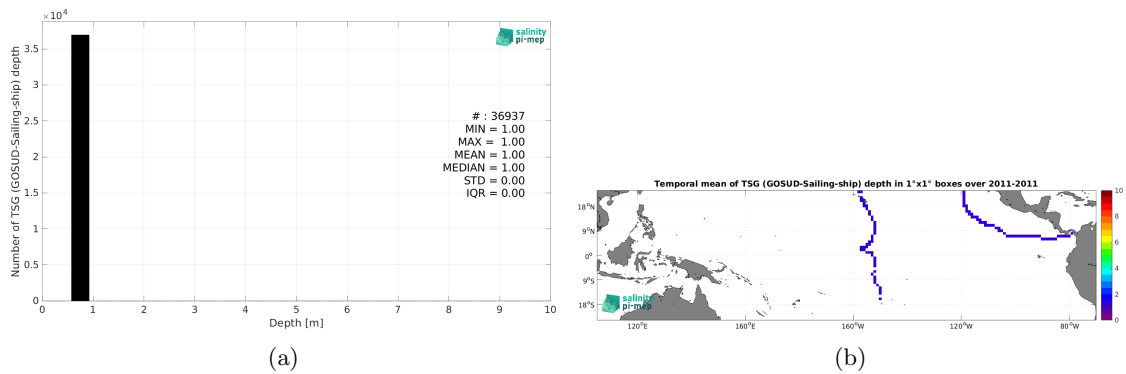 ×10⁴
3.5
3
2.5
2
1.5
1
0.5
0
Number of TSG (GOSUD-Sailing-ship) depth
salinity
pi-mep
# : 36937
MIN = 1.00
MAX = 1.00
MEAN = 1.00
MEDIAN = 1.00
STD = 0.00
IQR = 0.00
0 1 2 3 4 5 6 7 8 9 10
Depth [m]
(a)
Temporal mean of TSG (GOSUD-Sailing-ship) depth in 1°x1° boxes over 2011-2011
18°N
9°N
0°
9°S
18°S
salinity
pi-mep
120°E 160°E 160°W 120°W 80°W
10
8
6
4
2
0
(b)